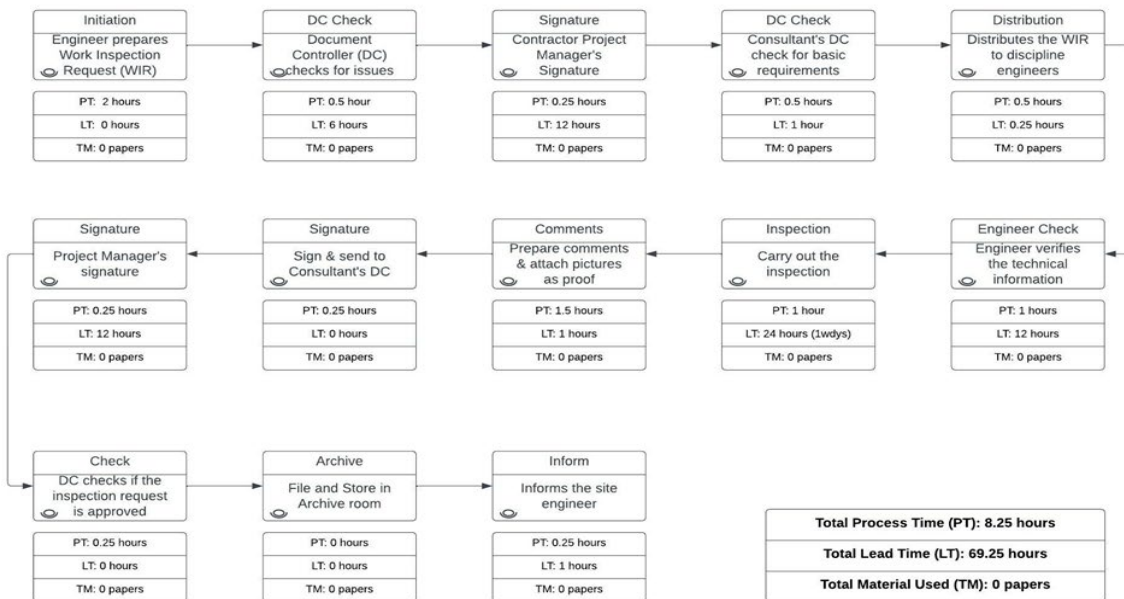 Initiation
Engineer prepares
Work Inspection
Request (WIR)
PT: 2 hours
LT: 0 hours
TM: 0 papers
DC Check
Document
Controller (DC)
checks for issues
PT: 0.5 hour
LT: 6 hours
TM: 0 papers
Signature
Contractor Project
Manager's
Signature
PT: 0.25 hours
LT: 12 hours
TM: 0 papers
DC Check
Consultant's DC
check for basic
requirements
PT: 0.5 hours
LT: 1 hour
TM: 0 papers
Distribution
Distributes the WIR
to discipline
engineers
PT: 0.5 hours
LT: 0.25 hours
TM: 0 papers
Engineer Check
Engineer verifies
the technical
information
PT: 1 hours
LT: 12 hours
TM: 0 papers
Inspection
Carry out the
inspection
PT: 1 hour
LT: 24 hours (1wdys)
TM: 0 papers
Comments
Prepare comments
& attach pictures
as proof
PT: 1.5 hours
LT: 1 hours
TM: 0 papers
Signature
Sign & send to
Consultant's DC
PT: 0.25 hours
LT: 0 hours
TM: 0 papers
Signature
Project Manager's
signature
PT: 0.25 hours
LT: 12 hours
TM: 0 papers
Check
DC checks if the
inspection request
is approved
PT: 0.25 hours
LT: 0 hours
TM: 0 papers
Archive
File and Store in
Archive room
PT: 0 hours
LT: 0 hours
TM: 0 papers
Inform
Informs the site
engineer
PT: 0.25 hours
LT: 1 hours
TM: 0 papers
Total Process Time (PT): 8.25 hours
Total Lead Time (LT): 69.25 hours
Total Material Used (TM): 0 papers